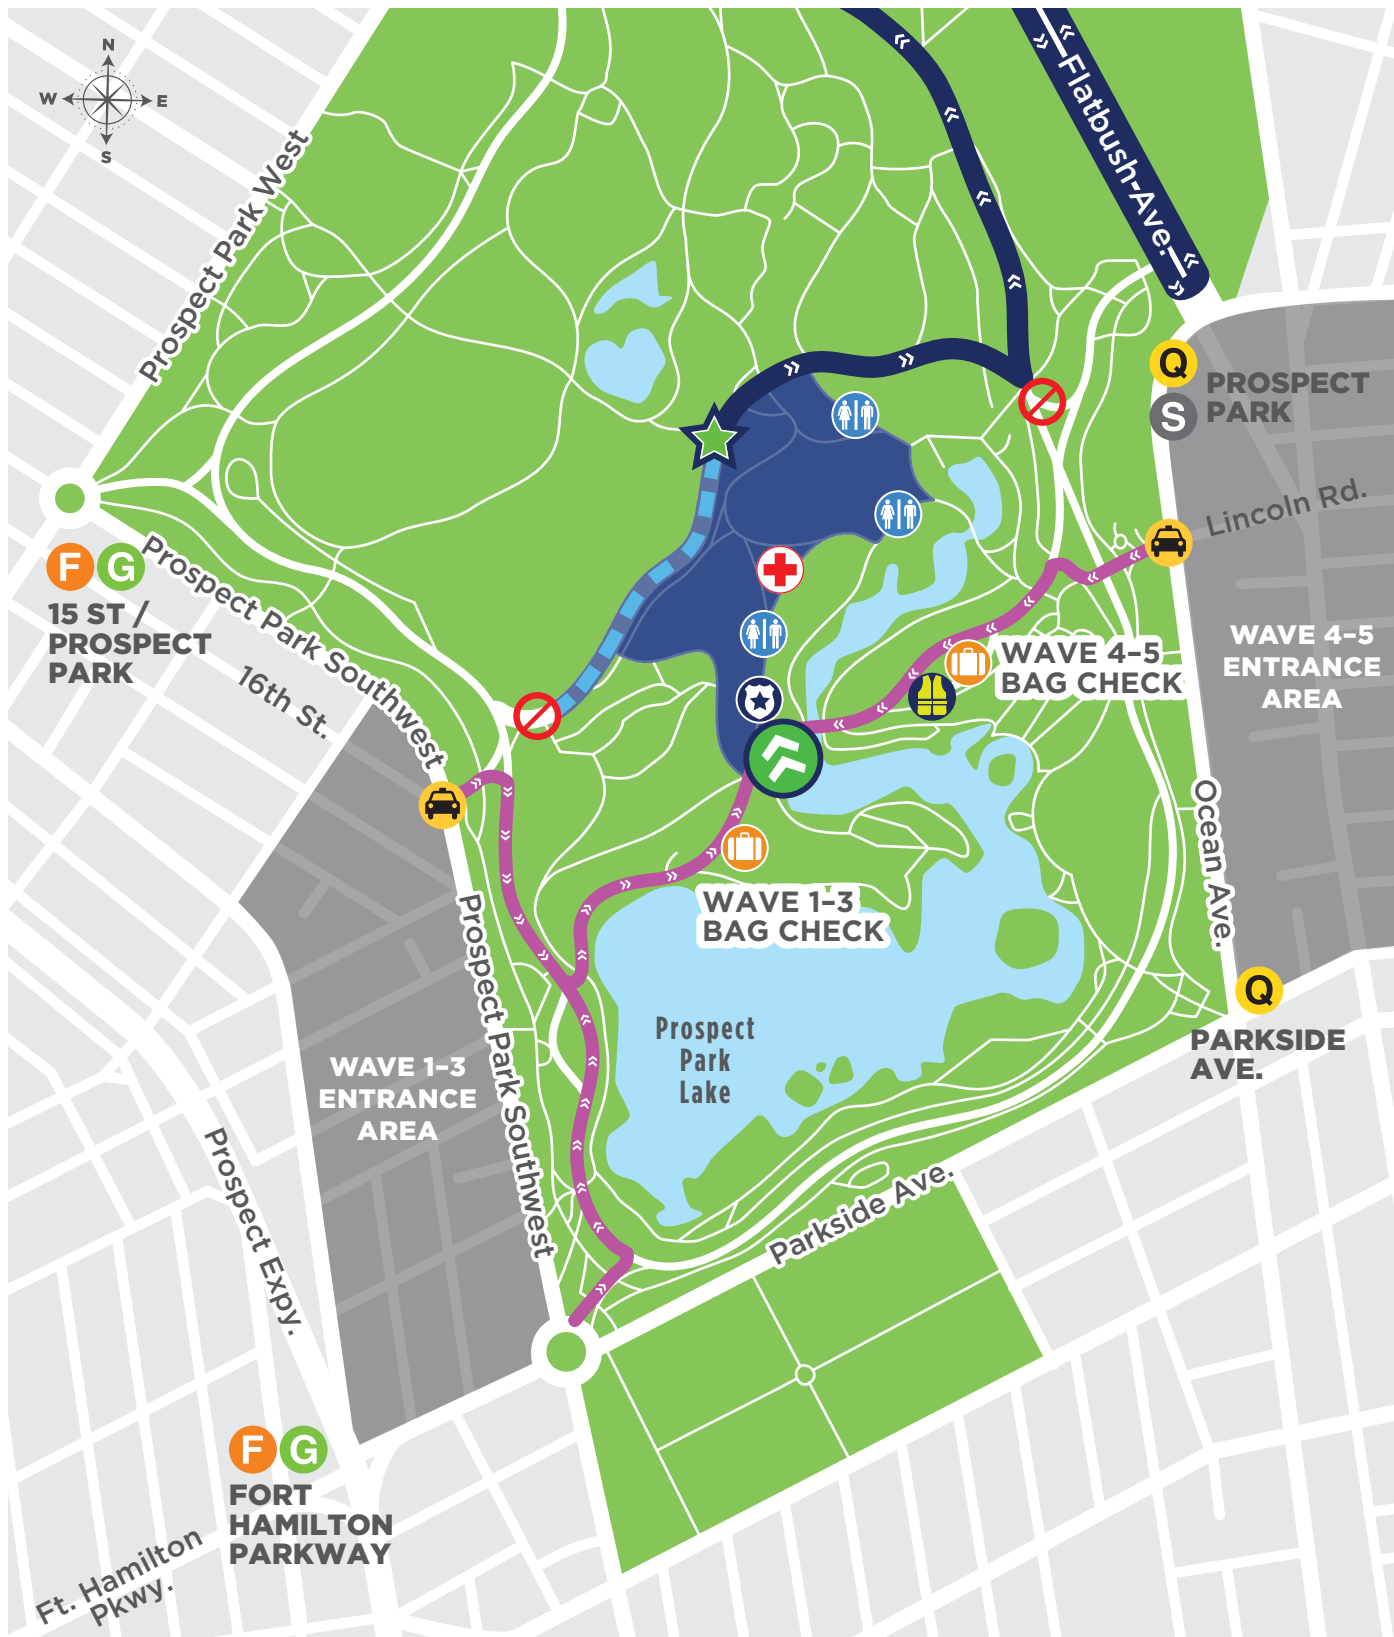 N
W
E
S
Prospect Park West
Flatbush Ave.
Q
S
PROSPECT
PARK
Lincoln Rd.
F G
15 ST /
PROSPECT
PARK
Prospect Park Southwest
16th St.
WAVE 4–5
BAG CHECK
WAVE 4–5
ENTRANCE
AREA
Ocean Ave.
WAVE 1–3
BAG CHECK
Prospect Park Southwest
Q
PARKSIDE
AVE.
Prospect
Park
Lake
WAVE 1–3
ENTRANCE
AREA
Prospect Expy.
Parkside Ave.
F G
FORT
HAMILTON
PARKWAY
Ft. Hamilton
Pkwy.